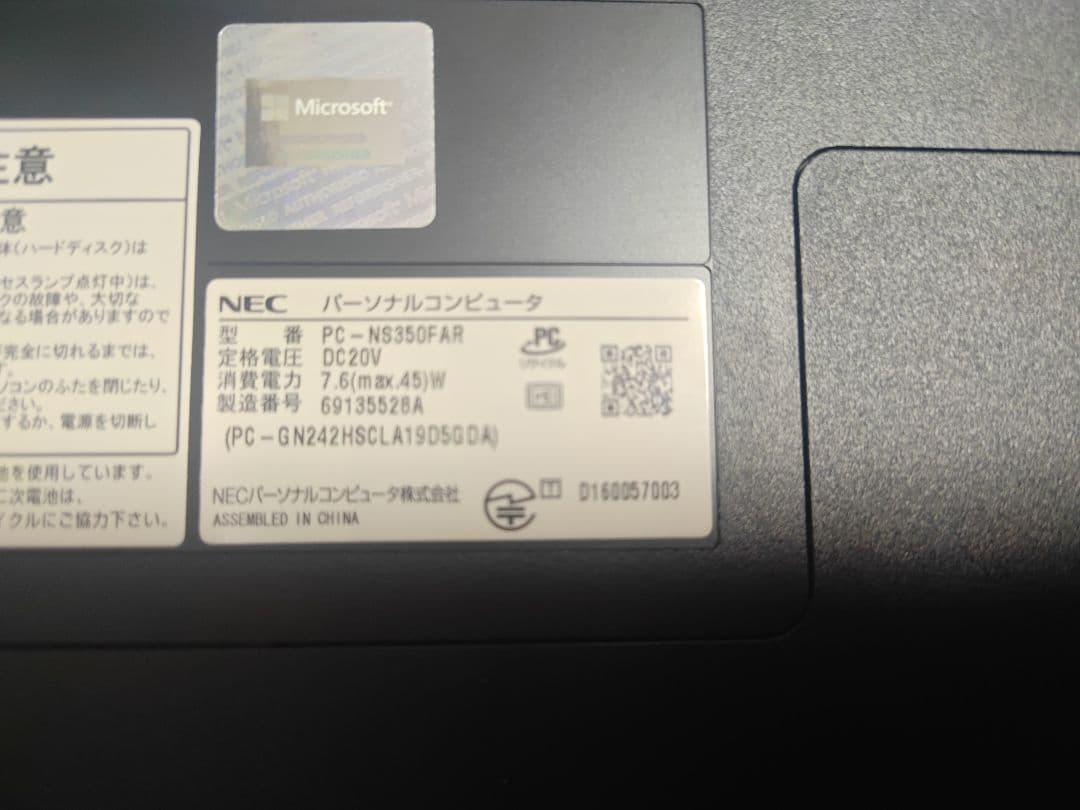 Microsoft
注意
意
体(ハードディスク)は
セスランプ点灯中)は、
クの故障や、大切な
なる場合がありますので
完全に切れるまでは、
。
ソコンのふたを閉じたり、
ださい。
するか、電源を切断し
池を使用しています。
二次電池は、
イクルにご協力下さい。
NEC パーソナルコンピュータ
型 番 PC-NS350FAR
定格電圧 DC20V
消費電力 7.6(max.45)W
製造番号 69135528A
(PC-GN242HSCLA19D5GDA)
PC
リサイクル
NECパーソナルコンピュータ株式会社
ASSEMBLED IN CHINA
T D160057003